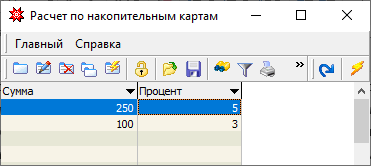 Расчет по накопительным картам
Главный Справка
»
Сумма Процент
250 5
100 3